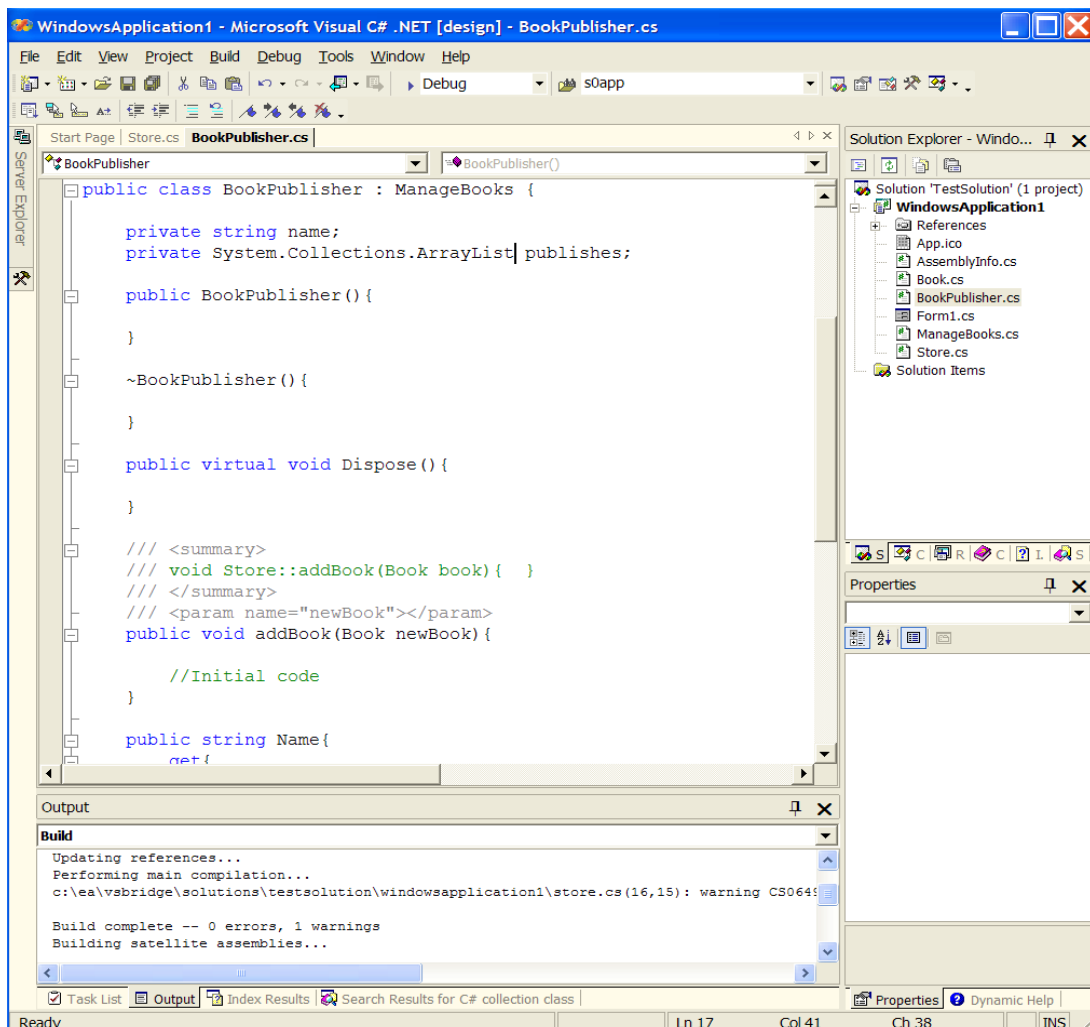 WindowsApplication1 - Microsoft Visual C# .NET [design] - BookPublisher.cs
File Edit View Project Build Debug Tools Window Help
Debug s0app
Server Explorer
Start Page Store.cs BookPublisher.cs
BookPublisher BookPublisher()
public class BookPublisher : ManageBooks {
private string name;
private System.Collections.ArrayList publishes;
public BookPublisher(){
}
~BookPublisher(){
}
public virtual void Dispose(){
}
/// <summary>
/// void Store::addBook(Book book){  }
/// </summary>
/// <param name="newBook"></param>
public void addBook(Book newBook){
//Initial code
}
public string Name{
get{
Solution Explorer - Windo...
Solution 'TestSolution' (1 project)
WindowsApplication1
References
App.ico
AssemblyInfo.cs
Book.cs
BookPublisher.cs
Form1.cs
ManageBooks.cs
Store.cs
Solution Items
S C R C I. S
Properties
Output
Build
Updating references...
Performing main compilation...
c:\ea\vsbridge\solutions\testsolution\windowsapplication1\store.cs(16,15): warning CS0649
Build complete -- 0 errors, 1 warnings
Building satellite assemblies...
Task List Output Index Results Search Results for C# collection class
Properties Dynamic Help
Ready Ln 17 Col 41 Ch 38 INS